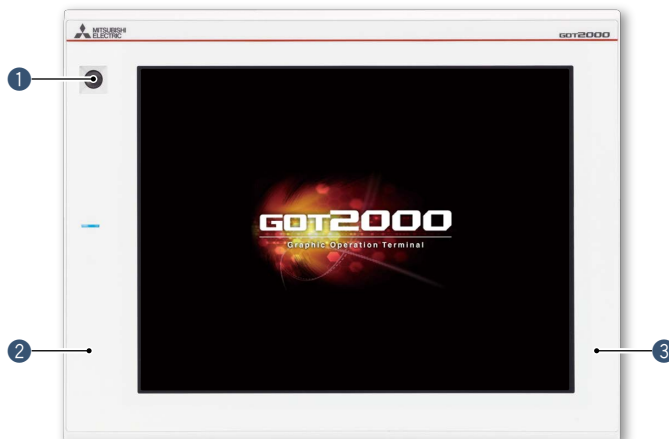 MITSUBISHI
ELECTRIC
GOT2000
1
GOT2000
Graphic Operation Terminal
2
3